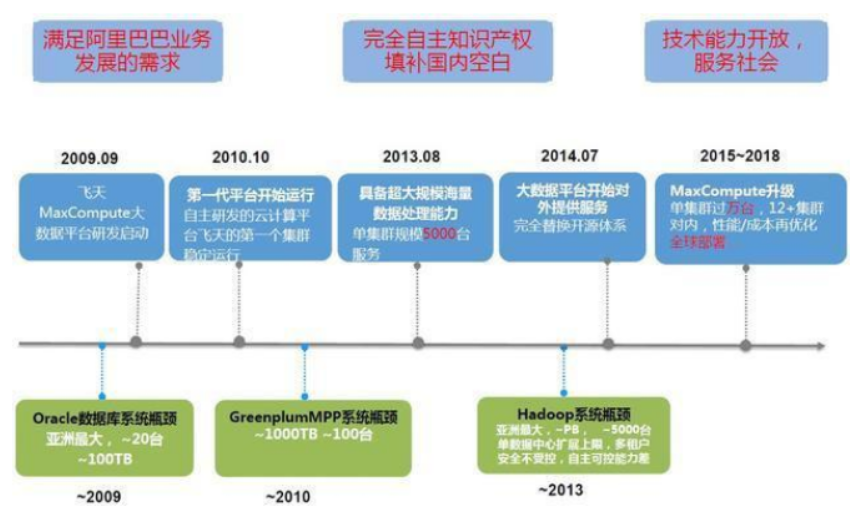 满足阿里巴巴业务
发展的需求
完全自主知识产权
填补国内空白
技术能力开放，
服务社会
2009.09
2010.10
2013.08
2014.07
2015~2018
飞天
MaxCompute大
数据平台研发启动
第一代平台开始运行
自主研发的云计算平
台飞天的第一个集群
稳定运行
具备超大规模海量
数据处理能力
单集群规模5000台
服务
大数据平台开始对
外提供服务
完全替换开源体系
MaxCompute升级
单集群过万台，12+集群
对内，性能/成本再优化
全球部署
Oracle数据库系统瓶颈
亚洲最大， ~20台
~100TB
GreenplumMPP系统瓶颈
~1000TB ~100台
Hadoop系统瓶颈
亚洲最大，~PB， ~5000台
单数据中心扩展上限，多租户
安全不受控，自主可控能力差
~2009
~2010
~2013